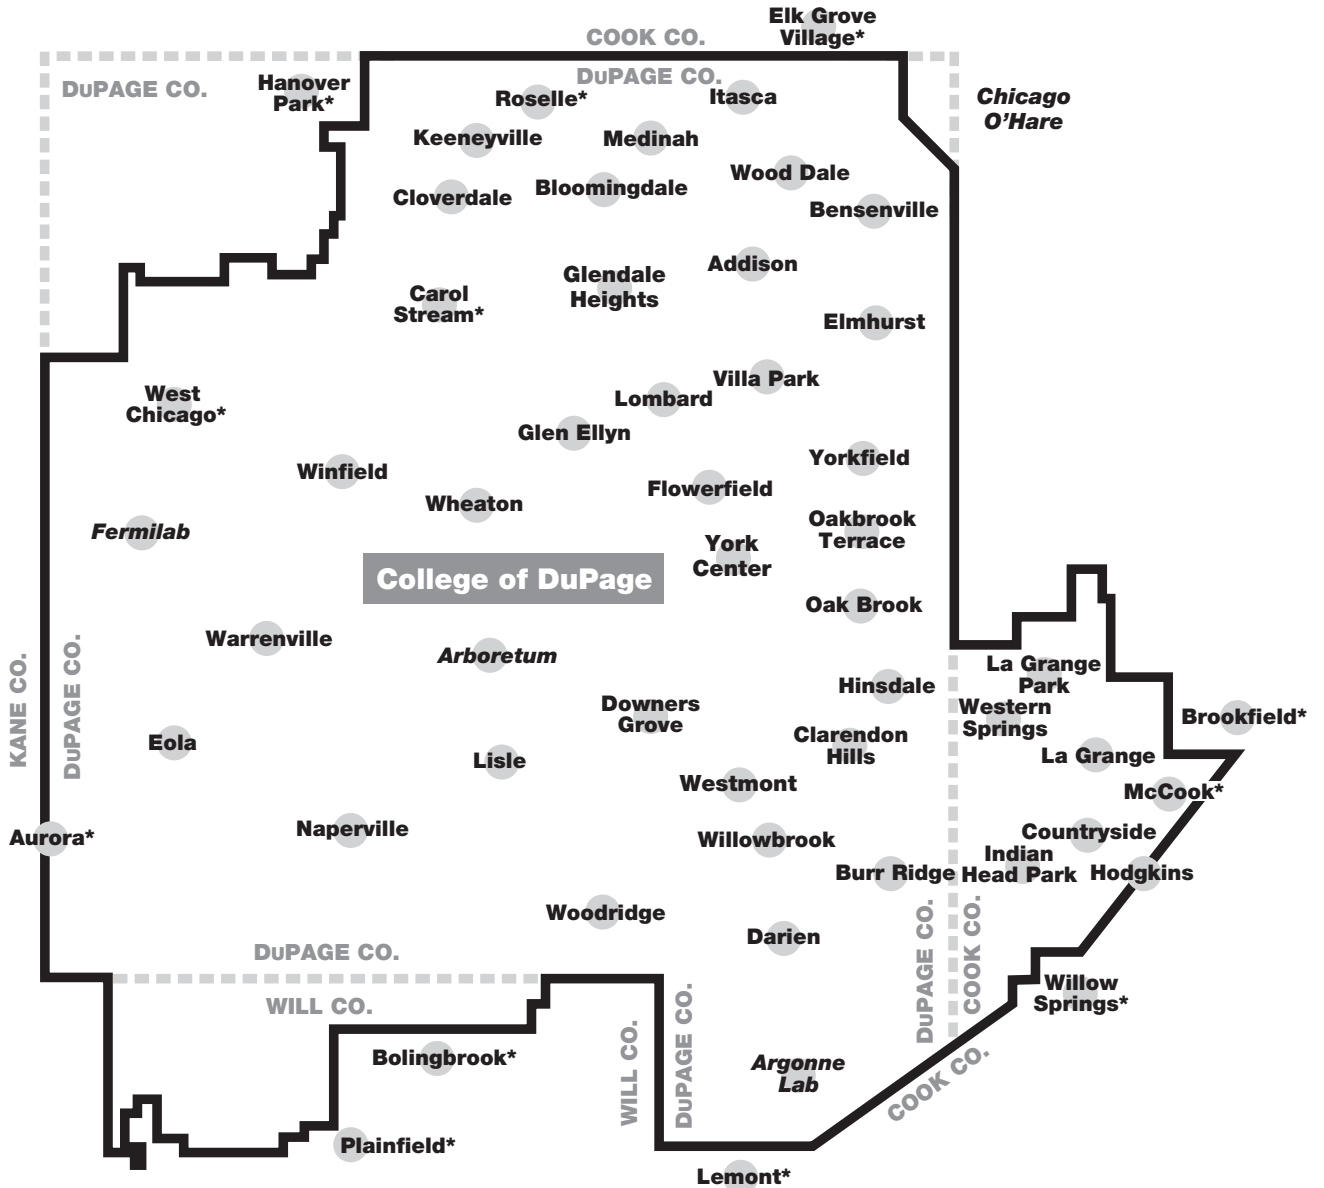 Elk Grove
Village*
COOK CO.
DuPAGE CO.
DuPAGE CO.
Hanover
Park*
Roselle*
Itasca
Chicago
O'Hare
Keeneyville
Medinah
Wood Dale
Cloverdale
Bloomingdale
Bensenville
Addison
Glendale
Heights
Carol
Stream*
Elmhurst
Villa Park
West
Chicago*
Lombard
Glen Ellyn
Yorkfield
Winfield
Flowerfield
Wheaton
Fermilab
Oakbrook
Terrace
York
Center
College of DuPage
Oak Brook
Warrenville
Arboretum
KANE CO.
DuPAGE CO.
La Grange
Park
Hinsdale
Downers
Grove
Western
Springs
Brookfield*
Eola
Clarendon
Hills
Lisle
La Grange
Westmont
McCook*
Naperville
Aurora*
Willowbrook
Countryside
Indian
Head Park
Burr Ridge
Hodgkins
Woodridge
Darien
DuPAGE CO.
WILL CO.
DuPAGE CO.
COOK CO.
Willow
Springs*
Bolingbrook*
WILL CO.
DuPAGE CO.
Argonne
Lab
COOK CO.
Plainfield*
Lemont*